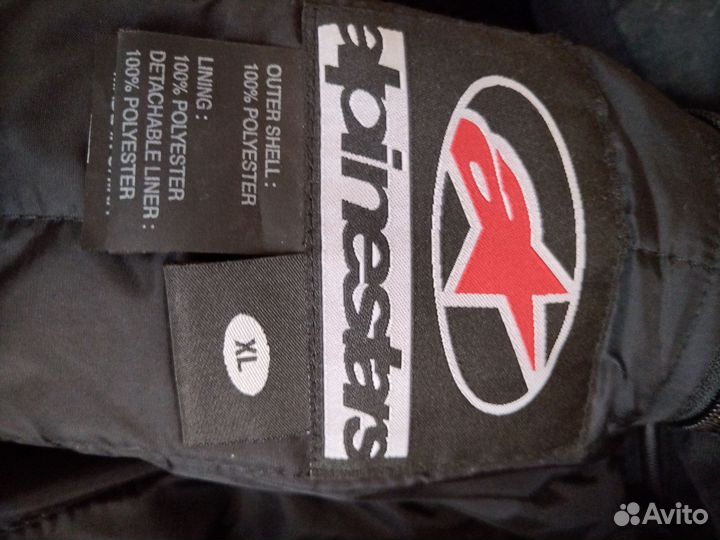 alpinestars
OUTER SHELL :
100% POLYESTER
LINING :
100% POLYESTER
DETACHABLE LINER :
100% POLYESTER
XL
Avito